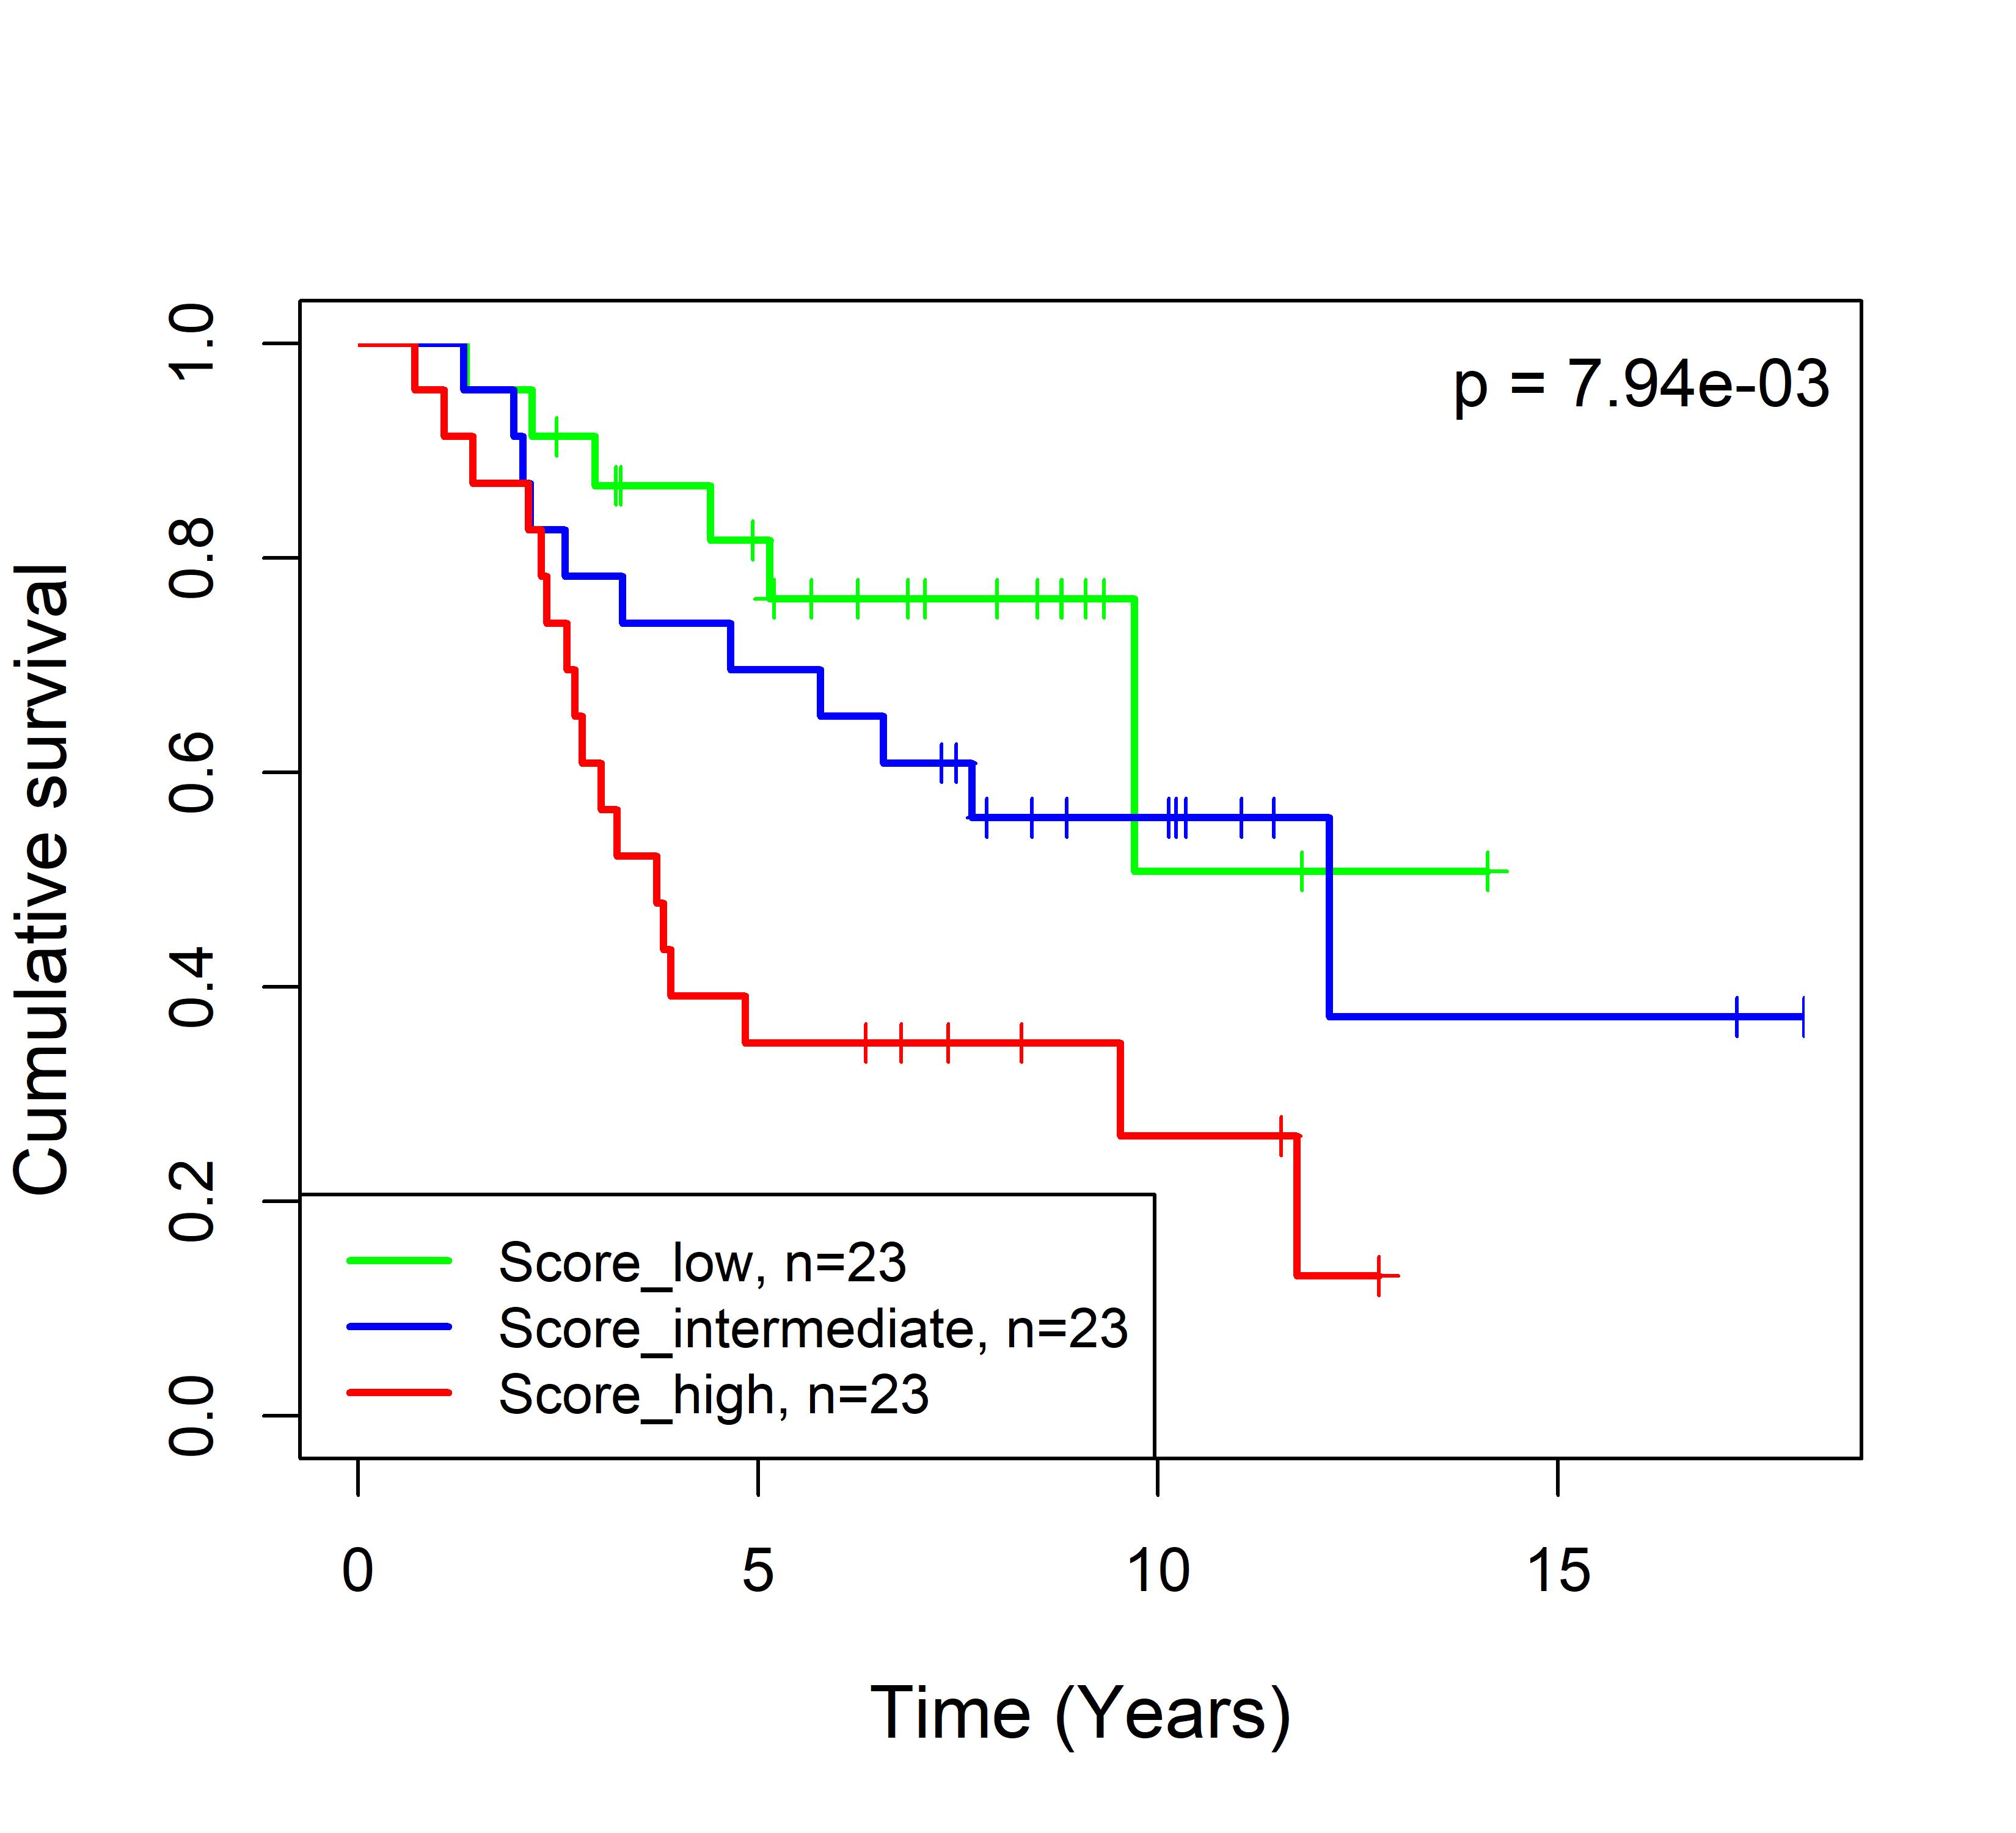 p = 7.94e-03
Cumulative survival
1.0
0.8
0.6
0.4
0.2
0.0
Score_low, n=23
Score_intermediate, n=23
Score_high, n=23
0 5 10 15
Time (Years)